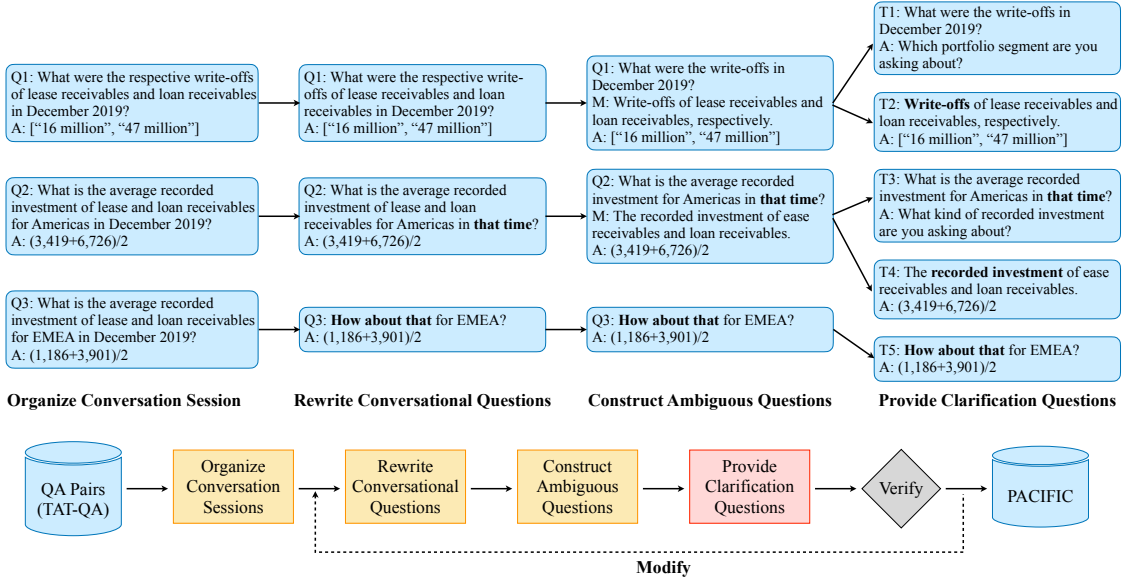 Q1: What were the respective write-offs
of lease receivables and loan receivables
in December 2019?
A: [“16 million”, “47 million”]
Q2: What is the average recorded
investment of lease and loan receivables
for Americas in December 2019?
A: (3,419+6,726)/2
Q3: What is the average recorded
investment of lease and loan receivables
for EMEA in December 2019?
A: (1,186+3,901)/2
Organize Conversation Session
Q1: What were the respective write-
offs of lease receivables and loan
receivables in December 2019?
A: [“16 million”, “47 million”]
Q2: What is the average recorded
investment of lease and loan
receivables for Americas in that time?
A: (3,419+6,726)/2
Q3: How about that for EMEA?
A: (1,186+3,901)/2
Rewrite Conversational Questions
Q1: What were the write-offs in
December 2019?
M: Write-offs of lease receivables and
loan receivables, respectively.
A: [“16 million”, “47 million”]
Q2: What is the average recorded
investment for Americas in that time?
M: The recorded investment of ease
receivables and loan receivables.
A: (3,419+6,726)/2
Q3: How about that for EMEA?
A: (1,186+3,901)/2
Construct Ambiguous Questions
T1: What were the write-offs in
December 2019?
A: Which portfolio segment are you
asking about?
T2: Write-offs of lease receivables and
loan receivables, respectively.
A: [“16 million”, “47 million”]
T3: What is the average recorded
investment for Americas in that time?
A: What kind of recorded investment
are you asking about?
T4: The recorded investment of ease
receivables and loan receivables.
A: (3,419+6,726)/2
T5: How about that for EMEA?
A: (1,186+3,901)/2
Provide Clarification Questions
QA Pairs
(TAT-QA)
Organize
Conversation
Sessions
Rewrite
Conversational
Questions
Construct
Ambiguous
Questions
Provide
Clarification
Questions
Verify
PACIFIC
Modify